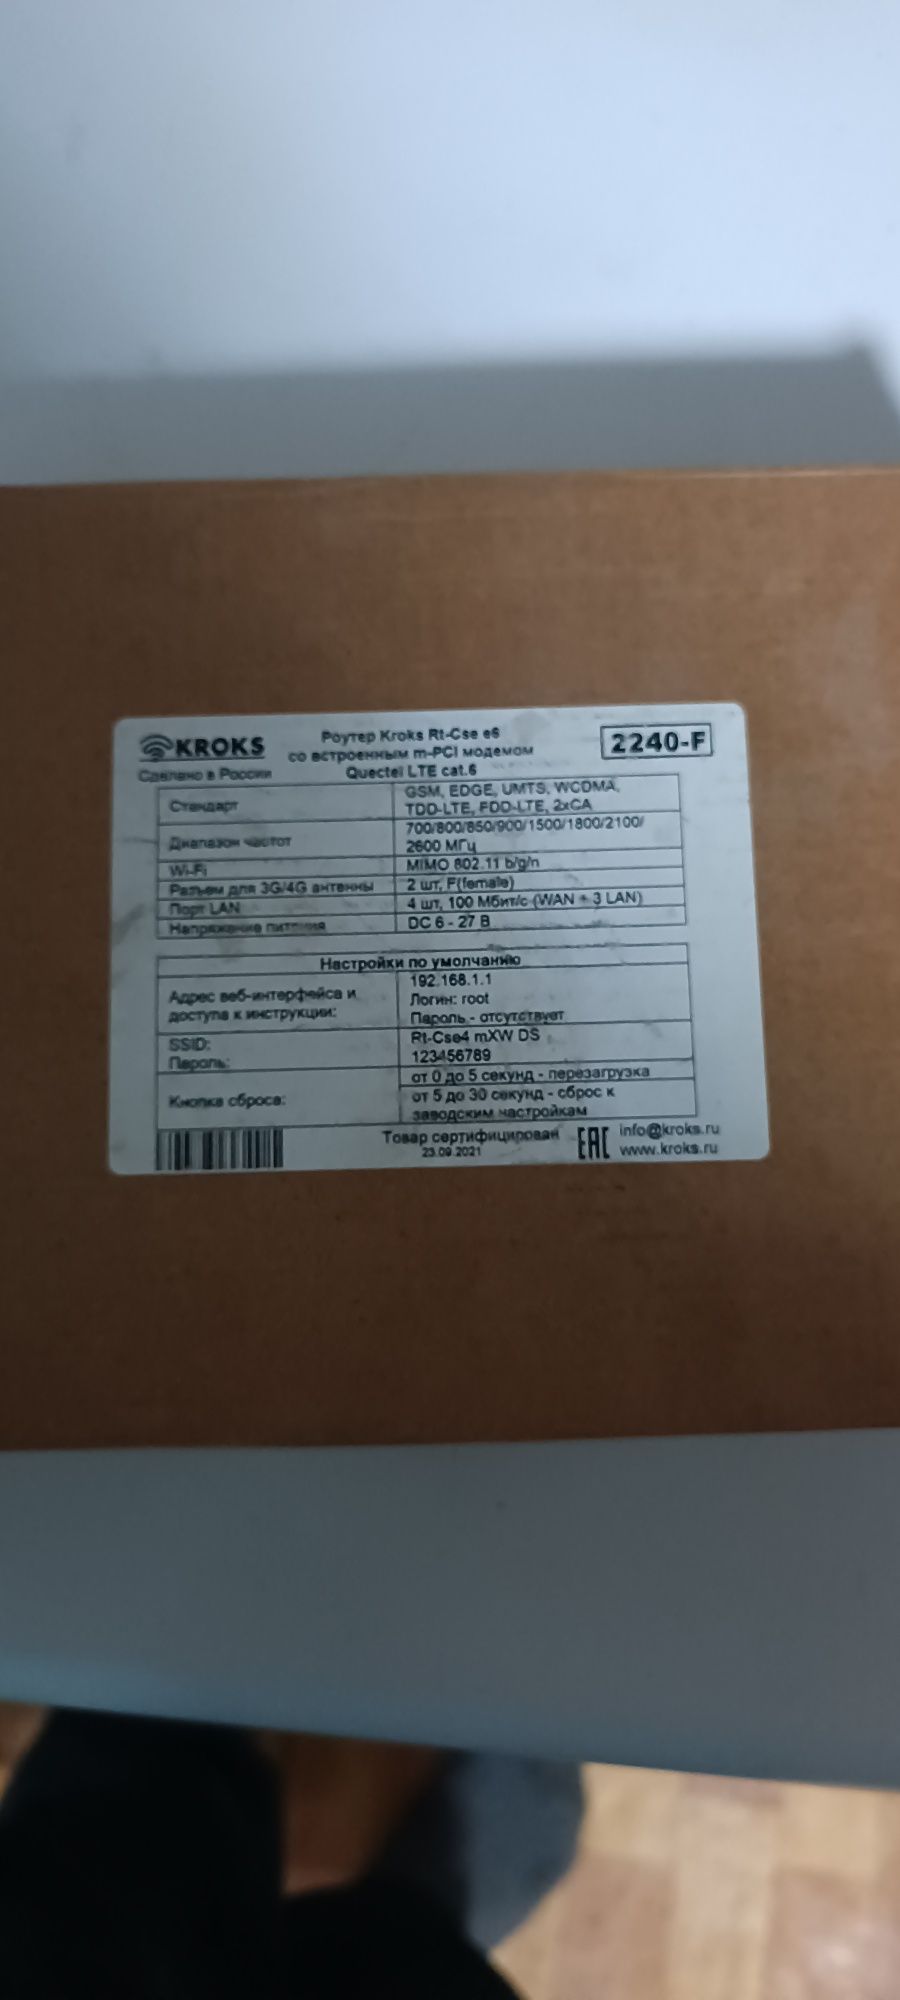 KROKS
Сделано в России
Роутер Kroks Rt-Cse e6
со встроенным m-PCI модемом
Quectel LTE cat.6
2240-F
Стандарт
GSM, EDGE, UMTS, WCDMA,
TDD-LTE, FDD-LTE, 2xCA
Диапазон частот
700/800/850/900/1500/1800/2100/
2600 МГц
Wi-Fi
MIMO 802.11 b/g/n
Разъем для 3G/4G антенны
2 шт, F(female)
Порт LAN
4 шт, 100 Мбит/с (WAN + 3 LAN)
Напряжение питания
DC 6 - 27 В
Настройки по умолчанию
Адрес веб-интерфейса и
доступа к инструкции:
192.168.1.1
Логин: root
Пароль - отсутствует
SSID:
Пароль:
Rt-Cse4 mXW DS
123456789
Кнопка сброса:
от 0 до 5 секунд - перезагрузка
от 5 до 30 секунд - сброс к
заводским настройкам
Товар сертифицирован
23.09.2021
EAC
info@kroks.ru
www.kroks.ru